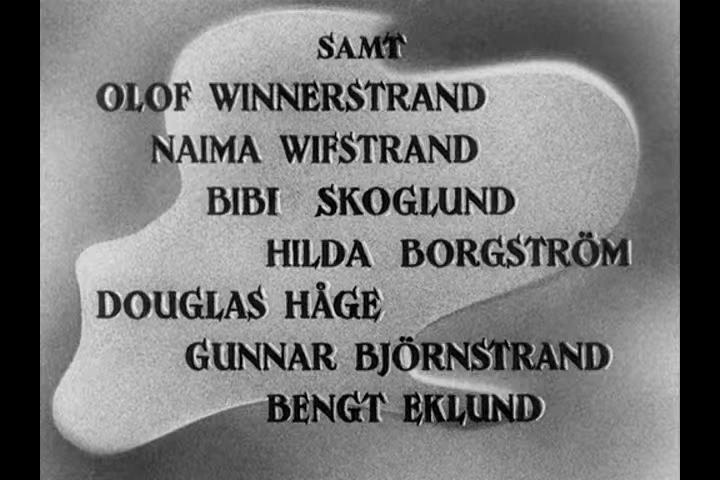 SAMT
OLOF WINNERSTRAND
NAIMA WIFSTRAND
BIBI SKOGLUND
HILDA BORGSTRÖM
DOUGLAS HÅGE
GUNNAR BJÖRNSTRAND
BENGT EKLUND